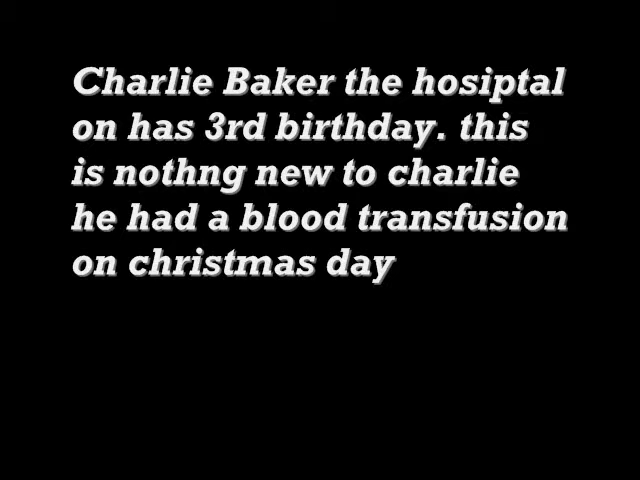 Charlie Baker the hosiptal
on has 3rd birthday. this
is nothng new to charlie
he had a blood transfusion
on christmas day